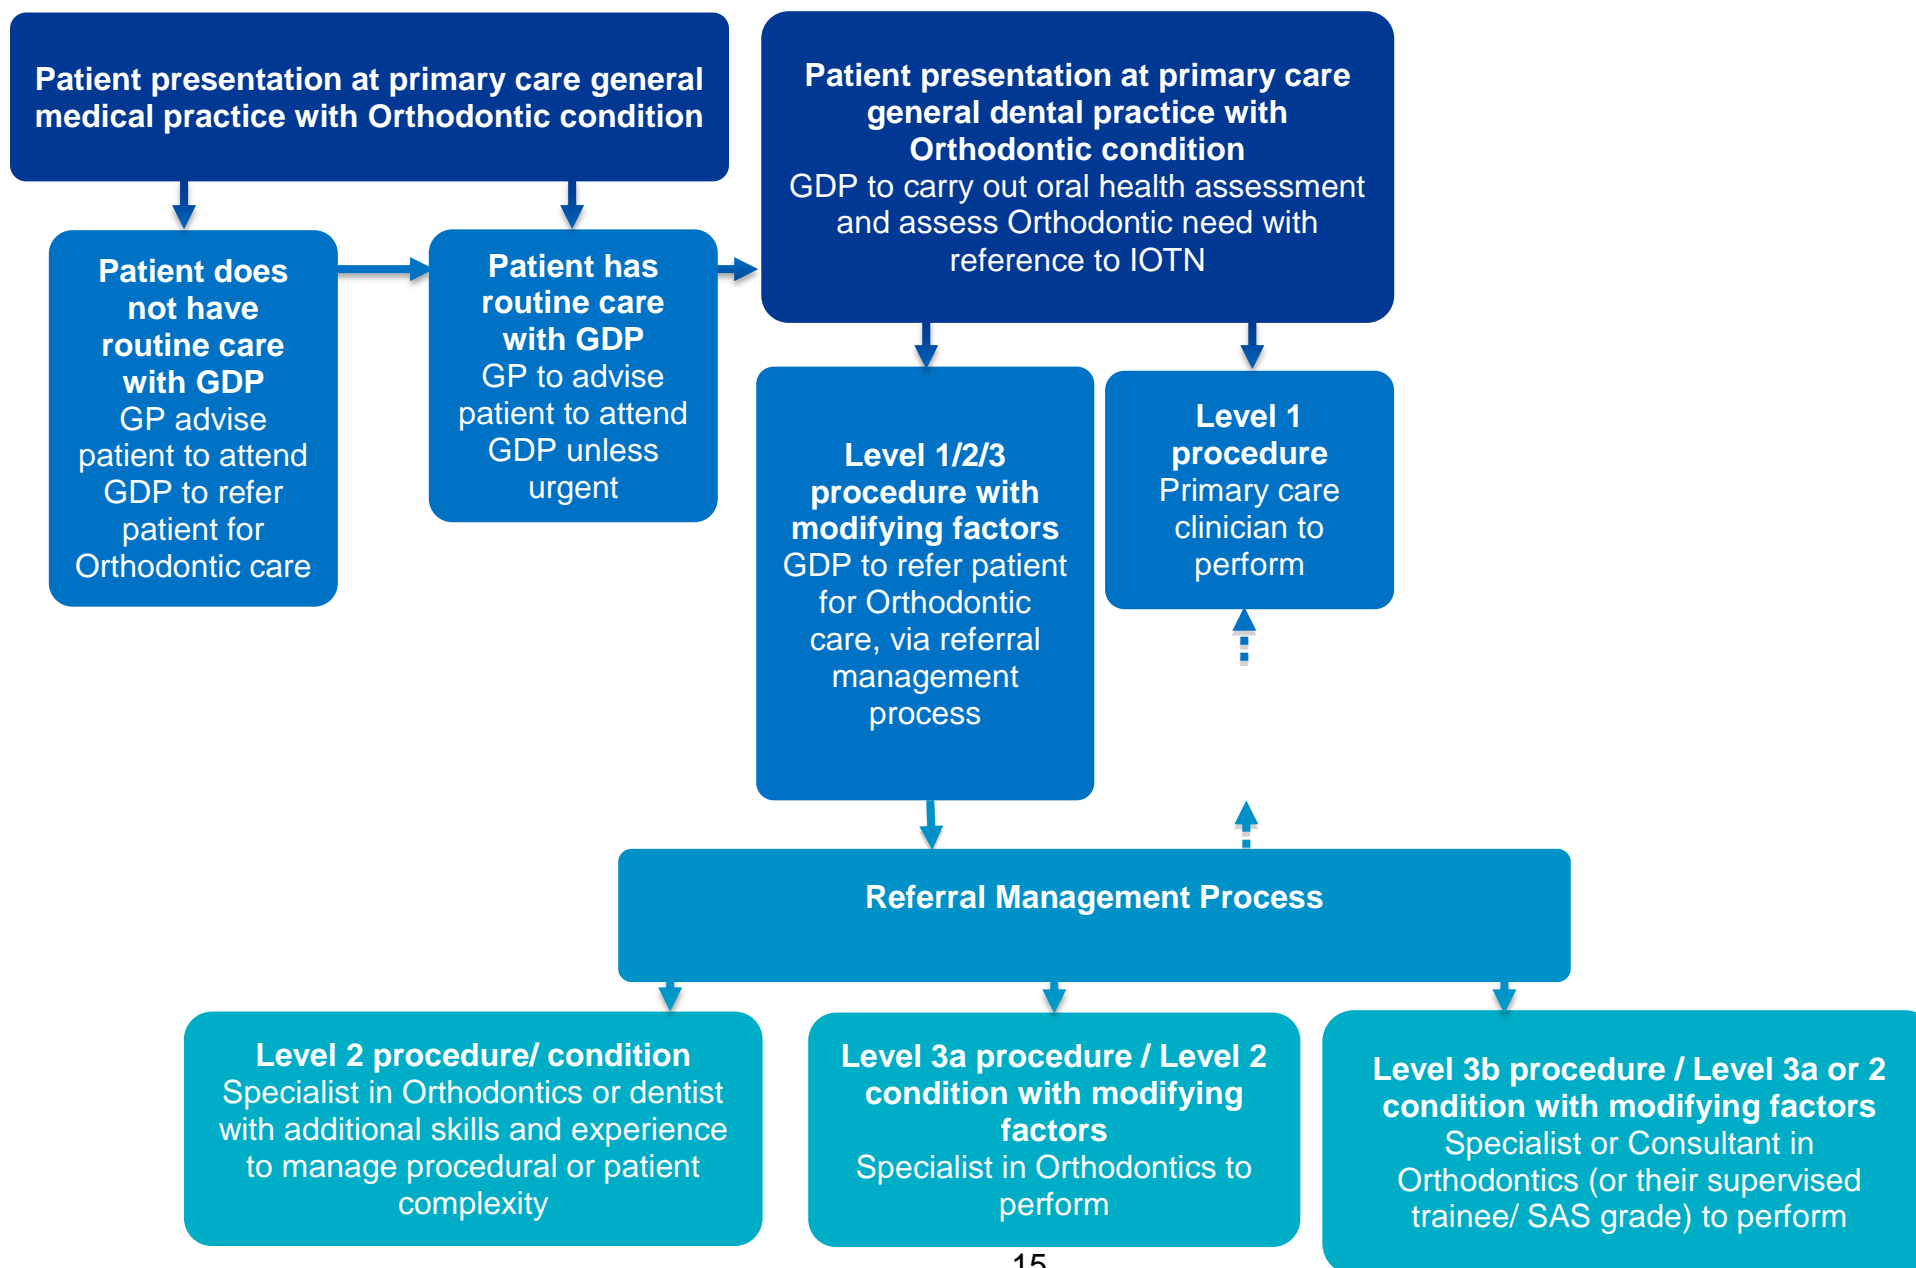 Patient presentation at primary care general
medical practice with Orthodontic condition
Patient presentation at primary care
general dental practice with
Orthodontic condition
GDP to carry out oral health assessment
and assess Orthodontic need with
reference to IOTN
Patient does
not have
routine care
with GDP
GP advise
patient to attend
GDP to refer
patient for
Orthodontic care
Patient has
routine care
with GDP
GP to advise
patient to attend
GDP unless
urgent
Level 1/2/3
procedure with
modifying factors
GDP to refer patient
for Orthodontic
care, via referral
management
process
Level 1
procedure
Primary care
clinician to
perform
Referral Management Process
Level 2 procedure/ condition
Specialist in Orthodontics or dentist
with additional skills and experience
to manage procedural or patient
complexity
Level 3a procedure / Level 2
condition with modifying
factors
Specialist in Orthodontics to
perform
Level 3b procedure / Level 3a or 2
condition with modifying factors
Specialist or Consultant in
Orthodontics (or their supervised
trainee/ SAS grade) to perform
15